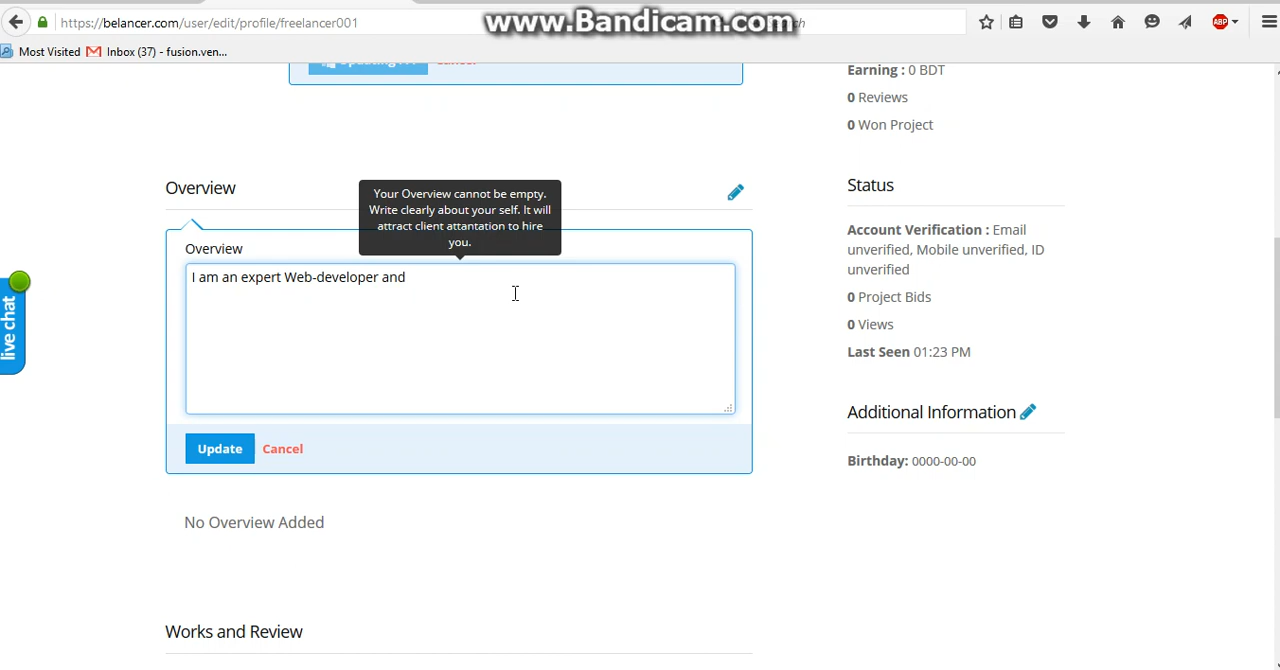 https://belancer.com/user/edit/profile/freelancer001
www.Bandicam.com
ABP
Most Visited
Inbox (37) - fusion.ven...
Earning : 0 BDT
0 Reviews
0 Won Project
Overview
Your Overview cannot be empty.
Write clearly about your self. It will
attract client attantation to hire
you.
Overview
I am an expert Web-developer and
Update Cancel
No Overview Added
Works and Review
live chat
Status
Account Verification : Email
unverified, Mobile unverified, ID
unverified
0 Project Bids
0 Views
Last Seen 01:23 PM
Additional Information
Birthday: 0000-00-00